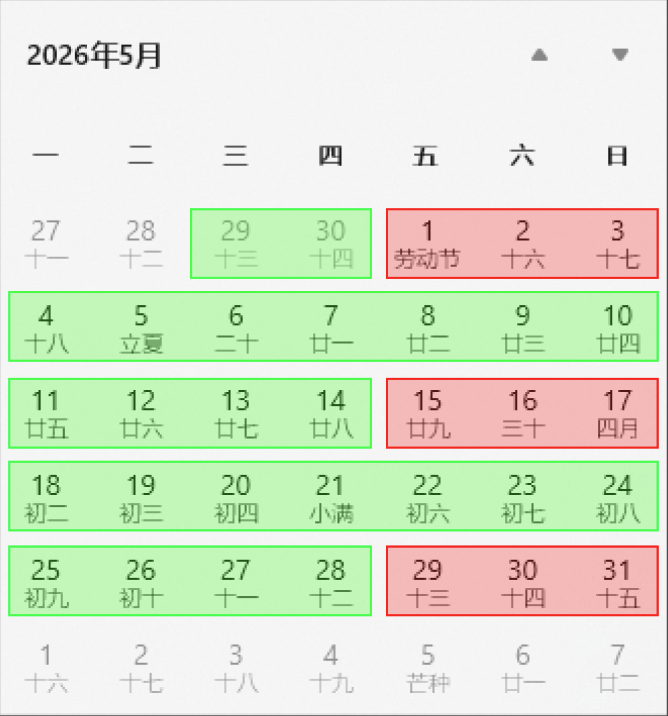 2026年5月
一 二 三 四 五 六 日
27 28 29 30 1 2 3
十一 十二 十三 十四 劳动节 十六 十七
4 5 6 7 8 9 10
十八 立夏 二十 廿一 廿二 廿三 廿四
11 12 13 14 15 16 17
廿五 廿六 廿七 廿八 廿九 三十 四月
18 19 20 21 22 23 24
初二 初三 初四 小满 初六 初七 初八
25 26 27 28 29 30 31
初九 初十 十一 十二 十三 十四 十五
1 2 3 4 5 6 7
十六 十七 十八 十九 芒种 廿一 廿二